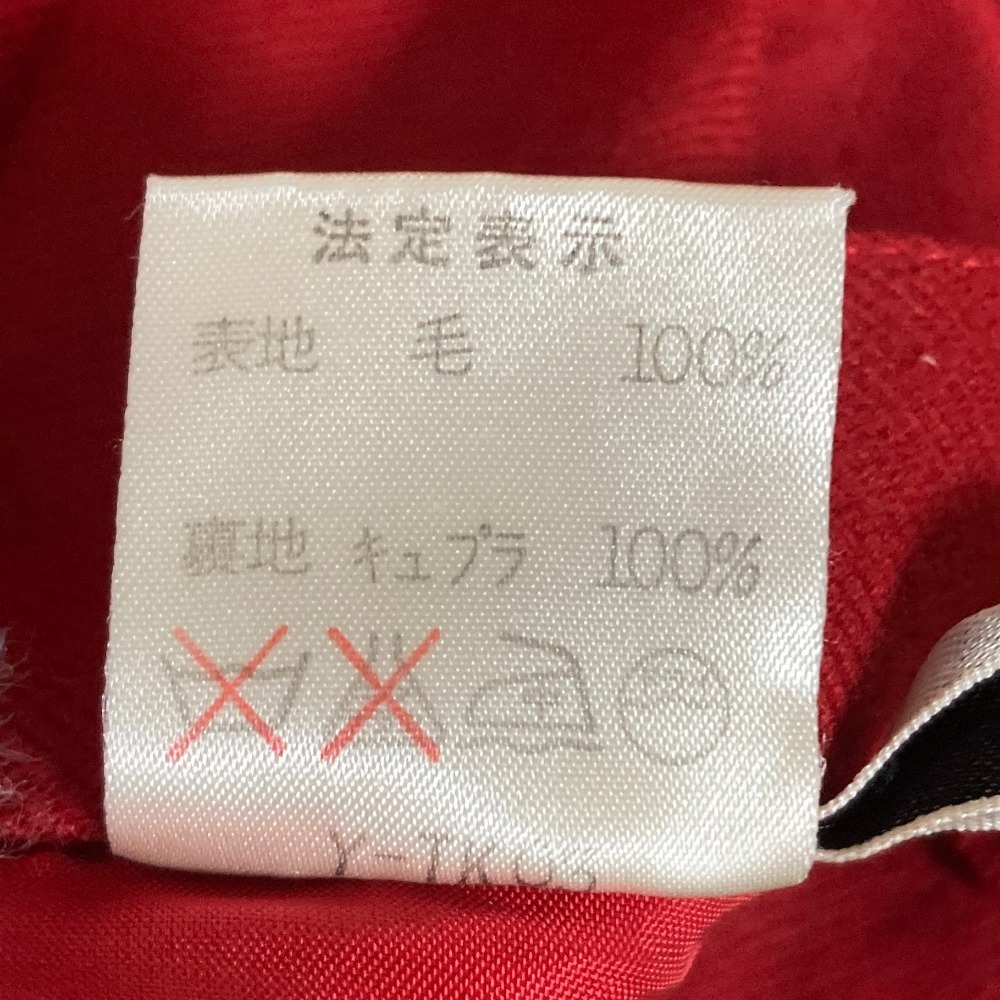 法定表示
表地 毛 100%
裏地 キュプラ 100%